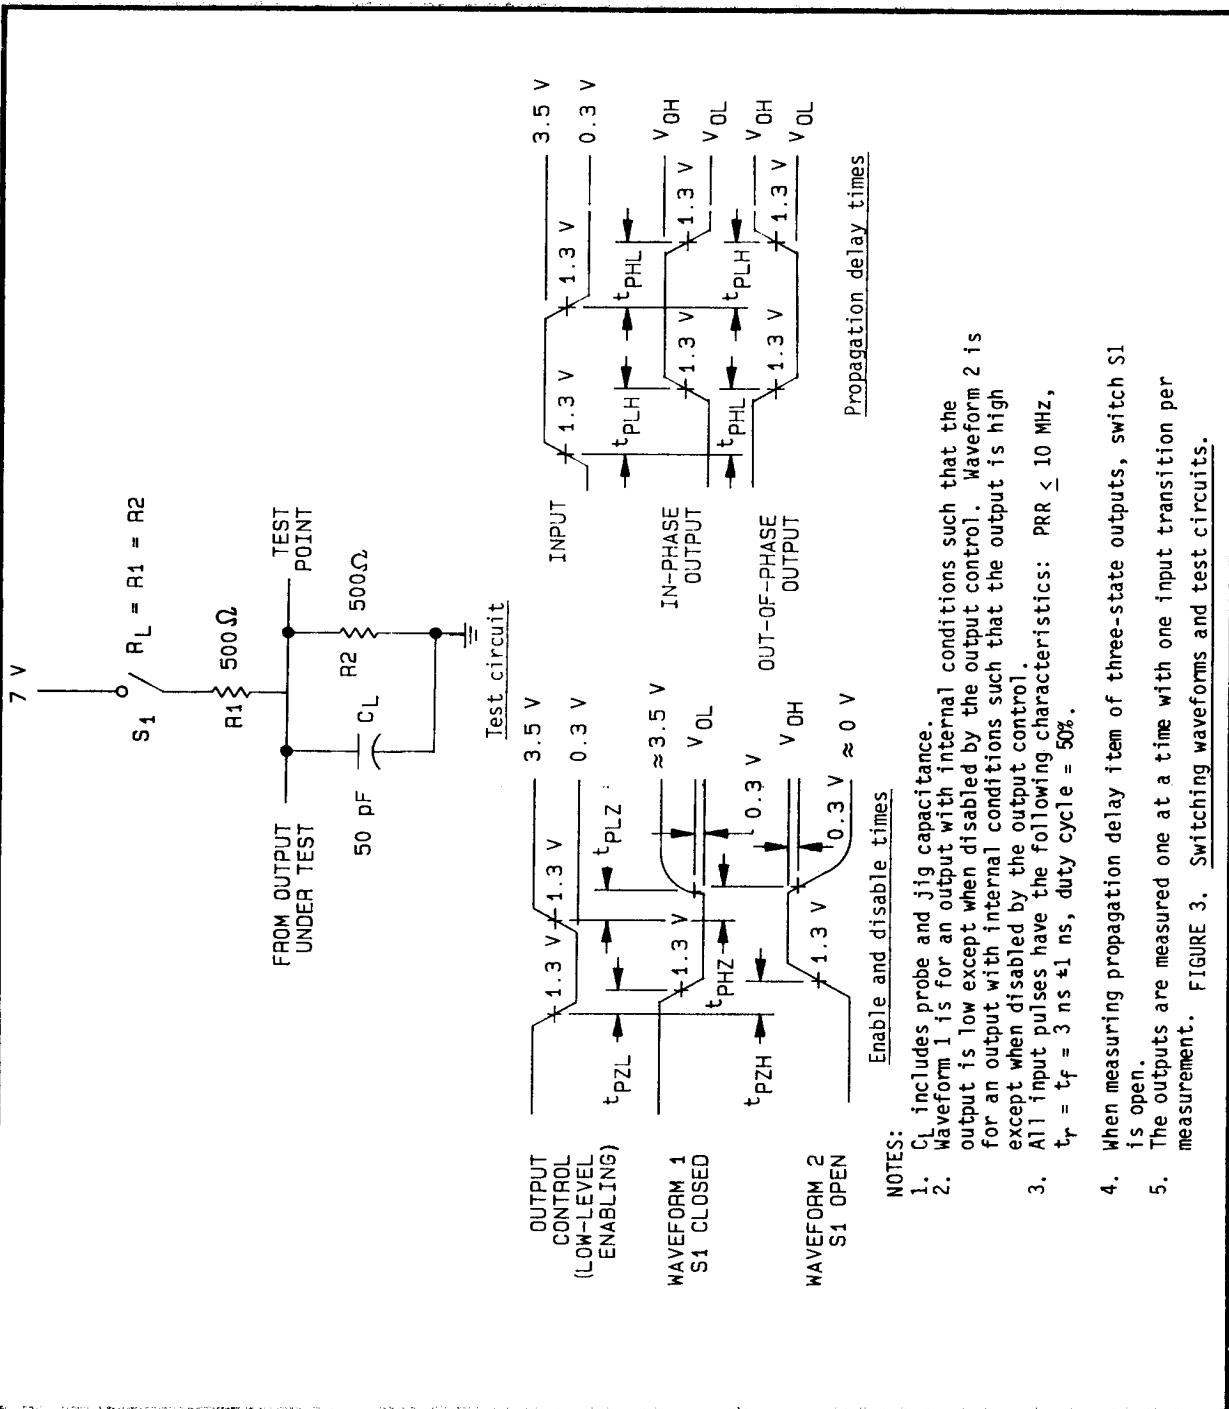 7 V
S1
RL = R1 = R2
R1
500Ω
FROM OUTPUT
UNDER TEST
TEST
POINT
50 pF
CL
R2
500Ω
Test circuit
OUTPUT
CONTROL
(LOW-LEVEL
ENABLING)
1.3 V
1.3 V
3.5 V
0.3 V
tPZL
tPLZ
WAVEFORM 1
S1 CLOSED
1.3 V
≈3.5 V
VOL
0.3 V
tPZH
tPHZ
WAVEFORM 2
S1 OPEN
1.3 V
VOH
0.3 V
≈ 0 V
Enable and disable times
INPUT
1.3 V
1.3 V
3.5 V
0.3 V
tPLH
tPHL
IN-PHASE
OUTPUT
1.3 V
1.3 V
VOH
VOL
tPHL
tPLH
OUT-OF-PHASE
OUTPUT
1.3 V
1.3 V
VOH
VOL
Propagation delay times
NOTES:
1. CL includes probe and jig capacitance.
2. Waveform 1 is for an output with internal conditions such that the
output is low except when disabled by the output control. Waveform 2 is
for an output with internal conditions such that the output is high
except when disabled by the output control.
3. All input pulses have the following characteristics: PRR ≤ 10 MHz,
tr = tf = 3 ns ±1 ns, duty cycle = 50%.
4. When measuring propagation delay item of three-state outputs, switch S1
is open.
5. The outputs are measured one at a time with one input transition per
measurement.
FIGURE 3. Switching waveforms and test circuits.